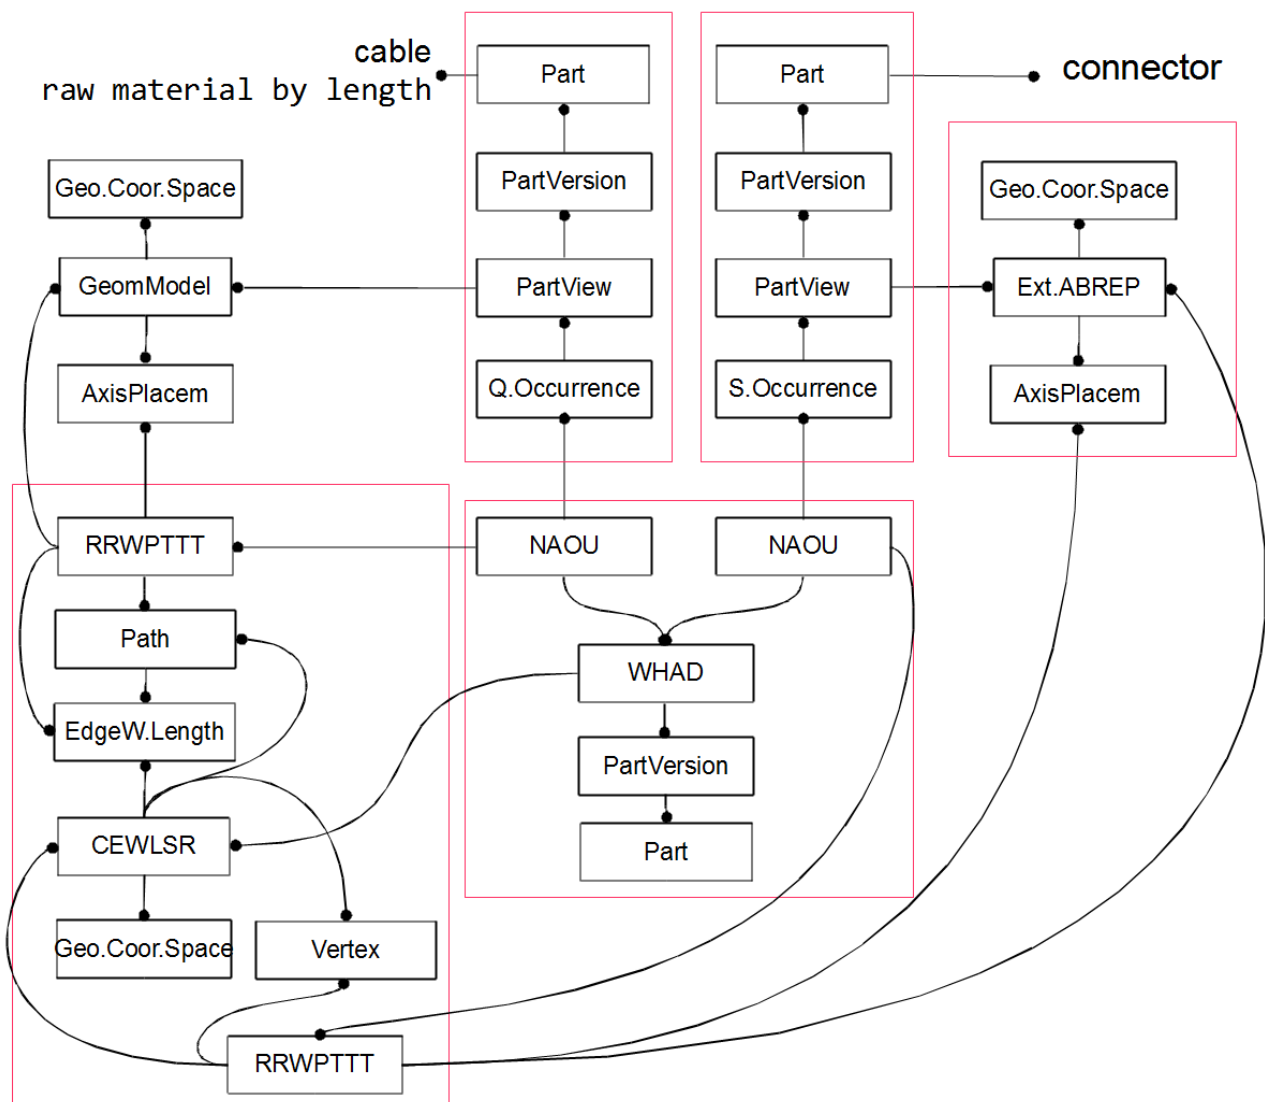 cable
raw material by length
Part
Part
connector
PartVersion
PartVersion
Geo.Coor.Space
Geo.Coor.Space
GeomModel
PartView
PartView
Ext.ABREP
AxisPlacem
Q.Occurrence
S.Occurrence
AxisPlacem
RRWPTTT
NAOU
NAOU
Path
WHAD
EdgeW.Length
PartVersion
CEWLSR
Part
Geo.Coor.Space
Vertex
RRWPTTT